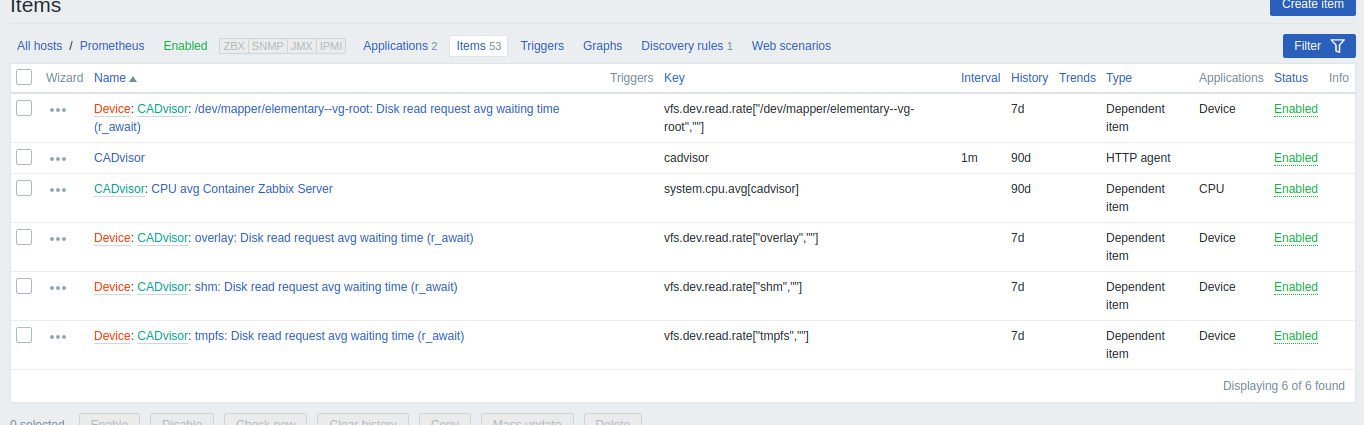 Items
Create item
All hosts / Prometheus Enabled ZBX SNMP JMX IPMI Applications 2 Items 53 Triggers Graphs Discovery rules 1 Web scenarios Filter
Wizard Name Triggers Key Interval History Trends Type Applications Status Info
Device: CADvisor: /dev/mapper/elementary--vg-root: Disk read request avg waiting time (r_await) vfs.dev.read.rate["/dev/mapper/elementary--vg-root",""] 7d Dependent item Device Enabled
CADvisor cadvisor 1m 90d HTTP agent Enabled
CADvisor: CPU avg Container Zabbix Server system.cpu.avg[cadvisor] 90d Dependent item CPU Enabled
Device: CADvisor: overlay: Disk read request avg waiting time (r_await) vfs.dev.read.rate["overlay",""] 7d Dependent item Device Enabled
Device: CADvisor: shm: Disk read request avg waiting time (r_await) vfs.dev.read.rate["shm",""] 7d Dependent item Device Enabled
Device: CADvisor: tmpfs: Disk read request avg waiting time (r_await) vfs.dev.read.rate["tmpfs",""] 7d Dependent item Device Enabled
Displaying 6 of 6 found
0 selected Enable Disable Check now Clear history Copy Mass update Delete